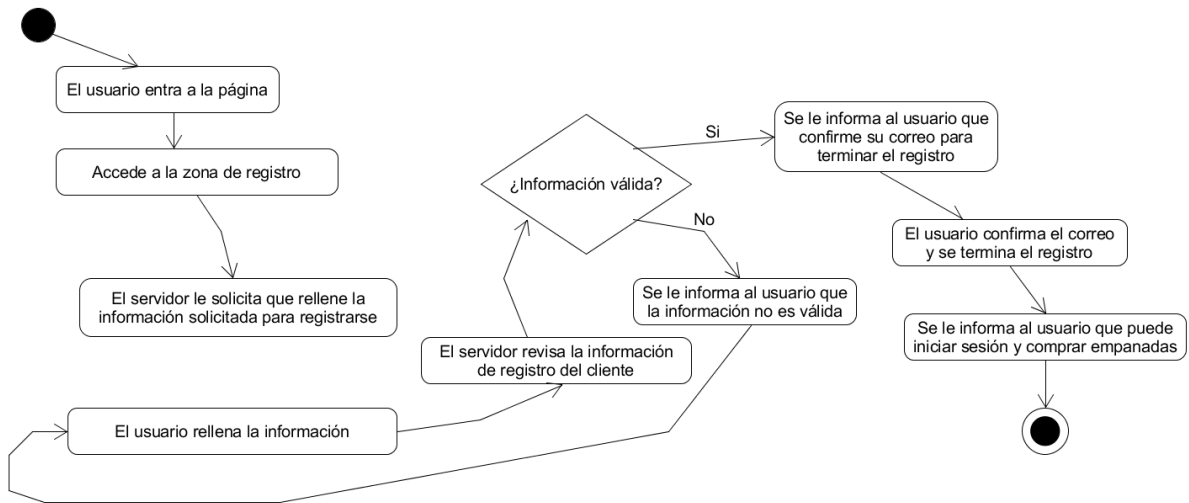 El usuario entra a la página
Accede a la zona de registro
El servidor le solicita que rellene la
información solicitada para registrarse
El usuario rellena la información
El servidor revisa la información
de registro del cliente
¿Información válida?
Si
No
Se le informa al usuario que
la información no es válida
Se le informa al usuario que
confirme su correo para
terminar el registro
El usuario confirma el correo
y se termina el registro
Se le informa al usuario que puede
iniciar sesión y comprar empanadas